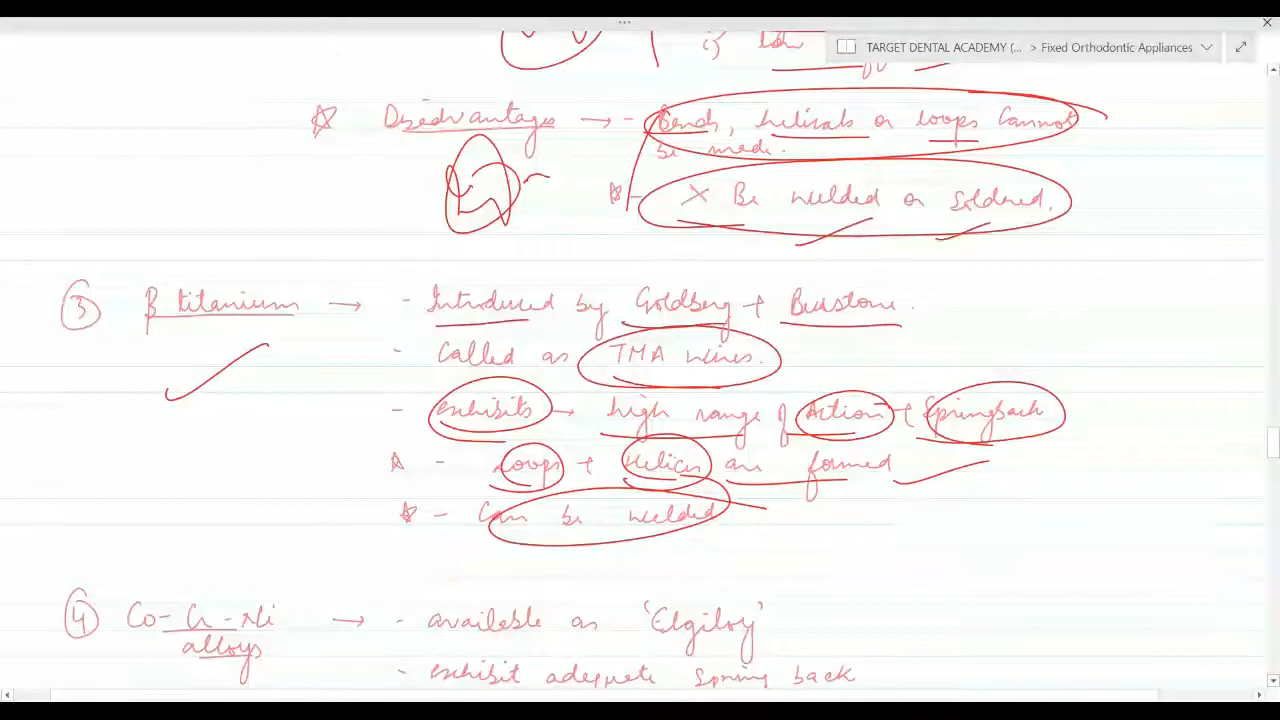 TARGET DENTAL ACADEMY (... > Fixed Orthodontic Appliances
i) low
☆ Disadvantages → - Bends, helicals or loops Cannot
be made.
☆ - X Be welded or soldered.
③ β titanium → - Introduced by Goldberg + Burstone.
- Called as TMA wires.
- exhibits → high range of Action + Springback
☆ - Loops + Helices are formed
☆ - Can be welded
④ Co-Cr-Ni → - available as 'Elgiloy'
alloys
- exhibit adequate spring back